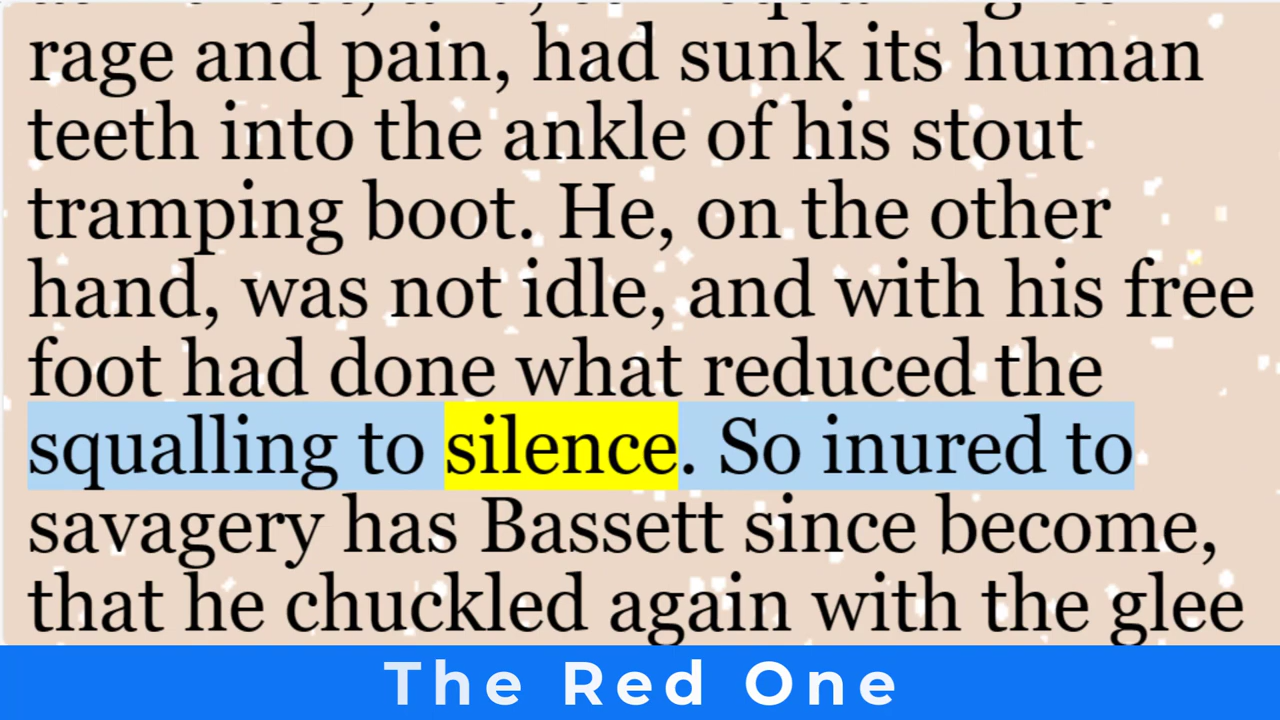 rage and pain, had sunk its human
teeth into the ankle of his stout
tramping boot. He, on the other
hand, was not idle, and with his free
foot had done what reduced the
squalling to silence. So inured to
savagery has Bassett since become,
that he chuckled again with the glee
The Red One